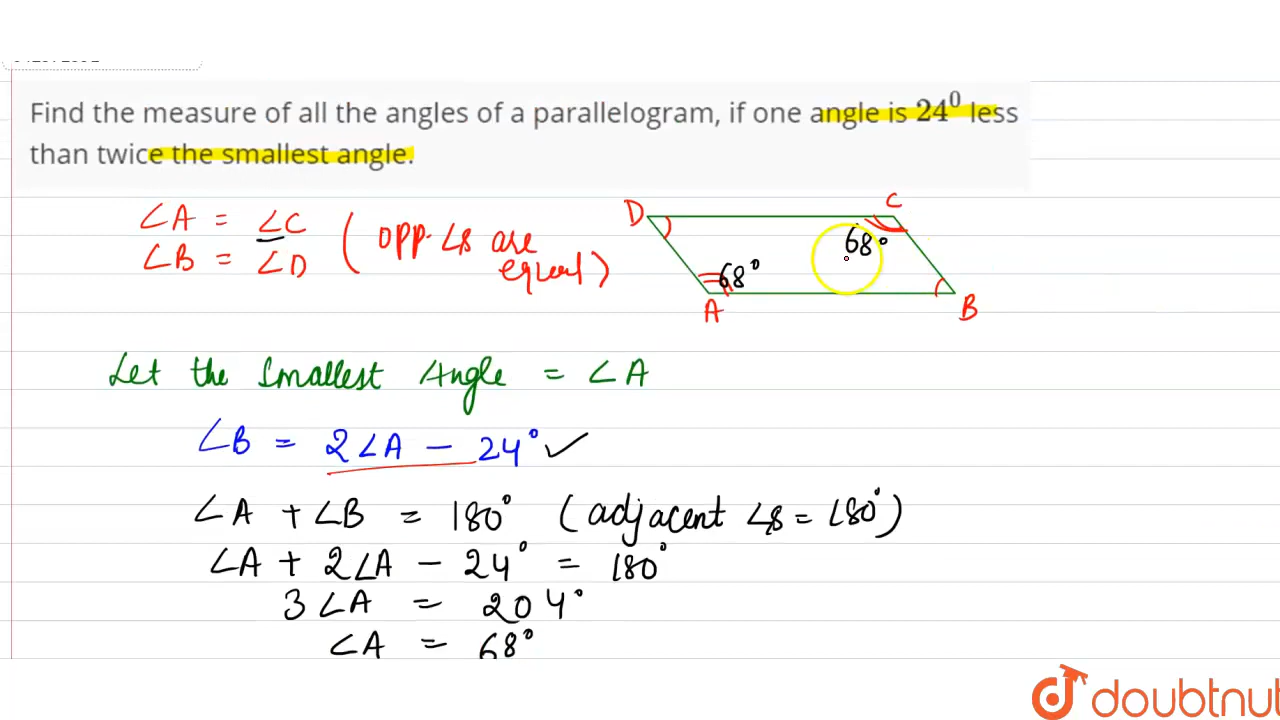 Find the measure of all the angles of a parallelogram, if one angle is 24⁰ less
than twice the smallest angle.
∠A = ∠C
∠B = ∠D
( opp. ∠s are
equal )
D
C
68°
68°
A
B
Let the Smallest Angle = ∠A
∠B = 2∠A - 24° ✓
∠A + ∠B = 180° (adjacent ∠s = 180°)
∠A + 2∠A - 24° = 180°
3∠A = 204°
∠A = 68°
doubtnut